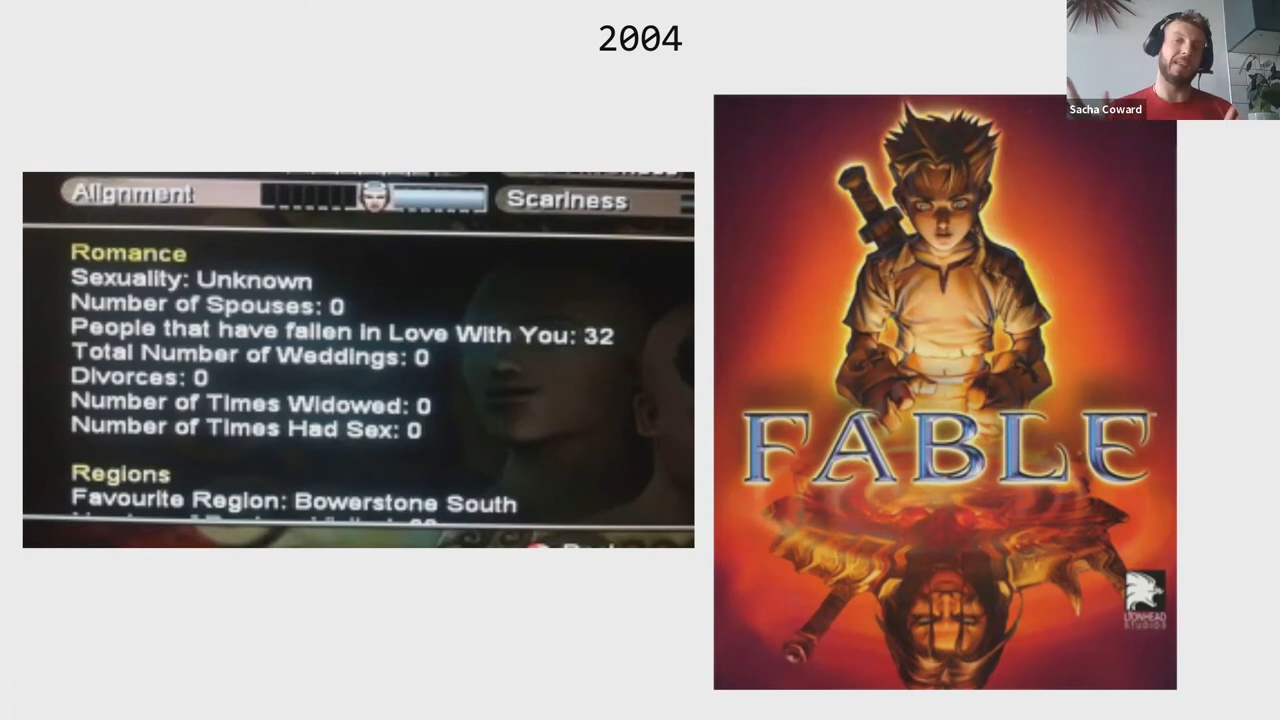 2004
Sacha Coward
Alignment
Scariness
Romance
Sexuality: Unknown
Number of Spouses: 0
People that have fallen in Love With You: 32
Total Number of Weddings: 0
Divorces: 0
Number of Times Widowed: 0
Number of Times Had Sex: 0
Regions
Favourite Region: Bowerstone South
FABLE
LIONHEAD
STUDIOS